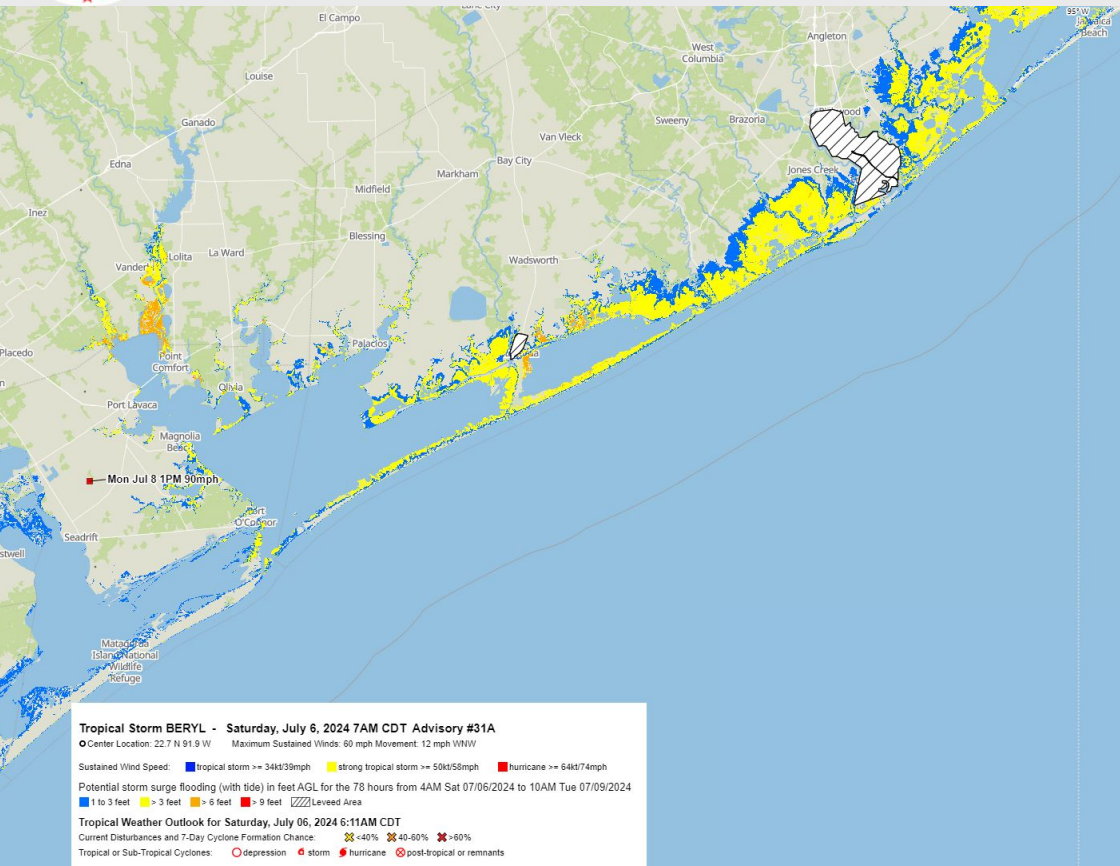 El Campo
95° W
Jamaica
Beach
Angleton
West
Columbia
Louise
Ganado
Sweeny
Brazoria
Van Vleck
Edna
Bay City
Markham
Jones Creek
Midfield
Inez
Blessing
Lolita
La Ward
Wadsworth
Placedo
Palacios
Point
Comfort
Olivia
Port Lavaca
Magnolia
Mon Jul 8 1PM 90mph
Port
O'Connor
Seadrift
Matagorda
Island National
Wildlife
Refuge
Tropical Storm BERYL - Saturday, July 6, 2024 7AM CDT Advisory #31A
Center Location: 22.7 N 91.9 W Maximum Sustained Winds: 60 mph Movement: 12 mph WNW
Sustained Wind Speed: tropical storm >= 34kt/39mph strong tropical storm >= 50kt/58mph hurricane >= 64kt/74mph
Potential storm surge flooding (with tide) in feet AGL for the 78 hours from 4AM Sat 07/06/2024 to 10AM Tue 07/09/2024
1 to 3 feet > 3 feet > 6 feet > 9 feet Leveed Area
Tropical Weather Outlook for Saturday, July 06, 2024 6:11AM CDT
Current Disturbances and 7-Day Cyclone Formation Chance: <40% 40-60% >60%
Tropical or Sub-Tropical Cyclones: depression storm hurricane post-tropical or remnants